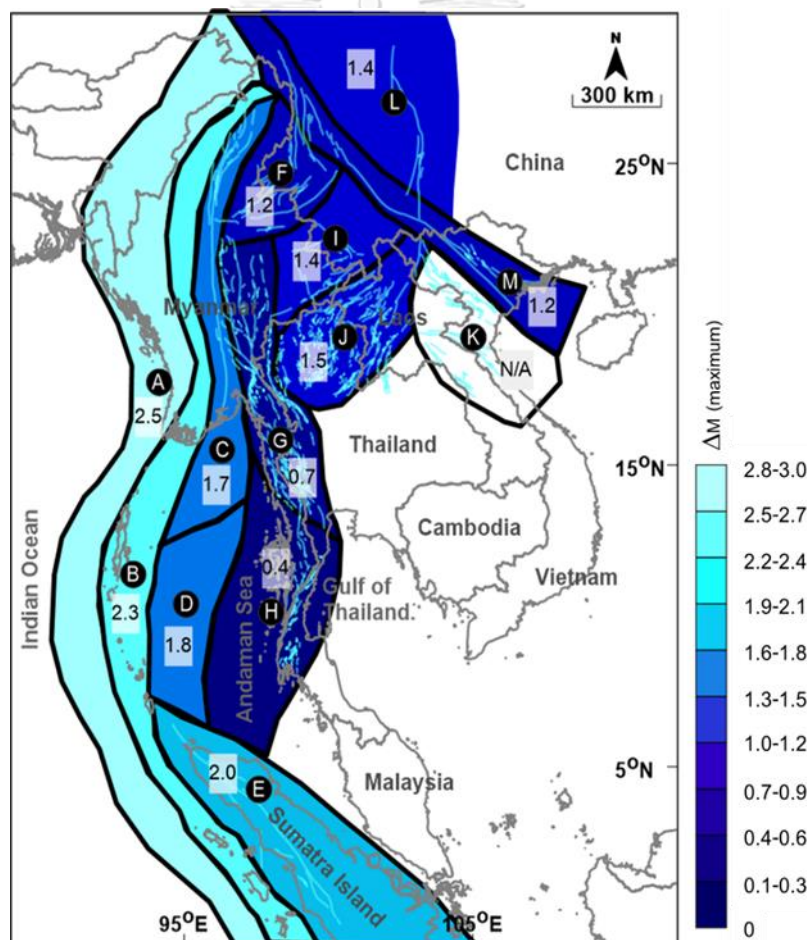 N
300 km
1.4
L
China
25°N
F
1.2
I
1.4
M
1.2
Myanmar
Laos
J
1.5
K
N/A
A
2.5
G
C
0.7
1.7
Thailand
15°N
Cambodia
Vietnam
B
2.3
0.4
H
Gulf of
Thailand.
D
1.8
Andaman Sea
Indian Ocean
2.0
E
Malaysia
5°N
Sumatra Island
95°E
105°E
ΔM (maximum)
2.8-3.0
2.5-2.7
2.2-2.4
1.9-2.1
1.6-1.8
1.3-1.5
1.0-1.2
0.7-0.9
0.4-0.6
0.1-0.3
0